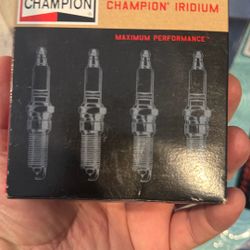 CHAMPION
CHAMPION® IRIDIUM
MAXIMUM PERFORMANCE™